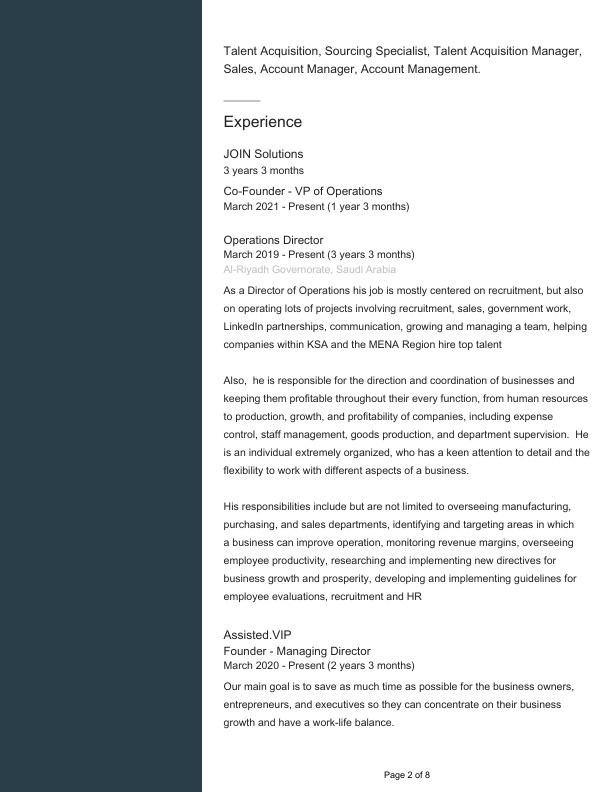 Talent Acquisition, Sourcing Specialist, Talent Acquisition Manager,
Sales, Account Manager, Account Management.
Experience
JOIN Solutions
3 years 3 months
Co-Founder - VP of Operations
March 2021 - Present (1 year 3 months)
Operations Director
March 2019 - Present (3 years 3 months)
Al-Riyadh Governorate, Saudi Arabia
As a Director of Operations his job is mostly centered on recruitment, but also
on operating lots of projects involving recruitment, sales, government work,
LinkedIn partnerships, communication, growing and managing a team, helping
companies within KSA and the MENA Region hire top talent
Also,  he is responsible for the direction and coordination of businesses and
keeping them profitable throughout their every function, from human resources
to production, growth, and profitability of companies, including expense
control, staff management, goods production, and department supervision.  He
is an individual extremely organized, who has a keen attention to detail and the
flexibility to work with different aspects of a business.
His responsibilities include but are not limited to overseeing manufacturing,
purchasing, and sales departments, identifying and targeting areas in which
a business can improve operation, monitoring revenue margins, overseeing
employee productivity, researching and implementing new directives for
business growth and prosperity, developing and implementing guidelines for
employee evaluations, recruitment and HR
Assisted.VIP
Founder - Managing Director
March 2020 - Present (2 years 3 months)
Our main goal is to save as much time as possible for the business owners,
entrepreneurs, and executives so they can concentrate on their business
growth and have a work-life balance.
Page 2 of 8